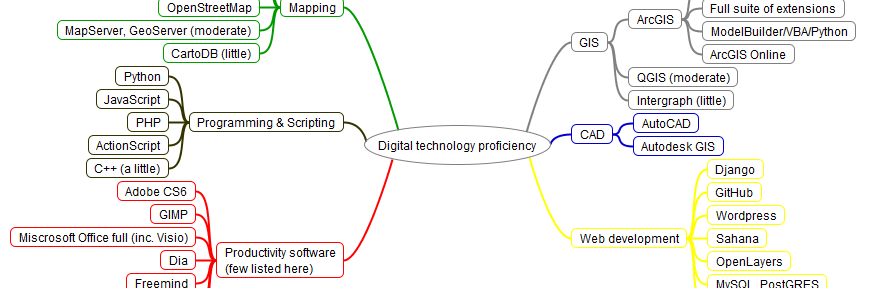 OpenStreetMap
Mapping
MapServer, GeoServer (moderate)
CartoDB (little)
Python
JavaScript
PHP
ActionScript
C++ (a little)
Programming & Scripting
Adobe CS6
GIMP
Miscrosoft Office full (inc. Visio)
Dia
Freemind
Productivity software
(few listed here)
Digital technology proficiency
GIS
ArcGIS
Full suite of extensions
ModelBuilder/VBA/Python
ArcGIS Online
QGIS (moderate)
Intergraph (little)
CAD
AutoCAD
Autodesk GIS
Web development
Django
GitHub
Wordpress
Sahana
OpenLayers
MySQL, PostGRES